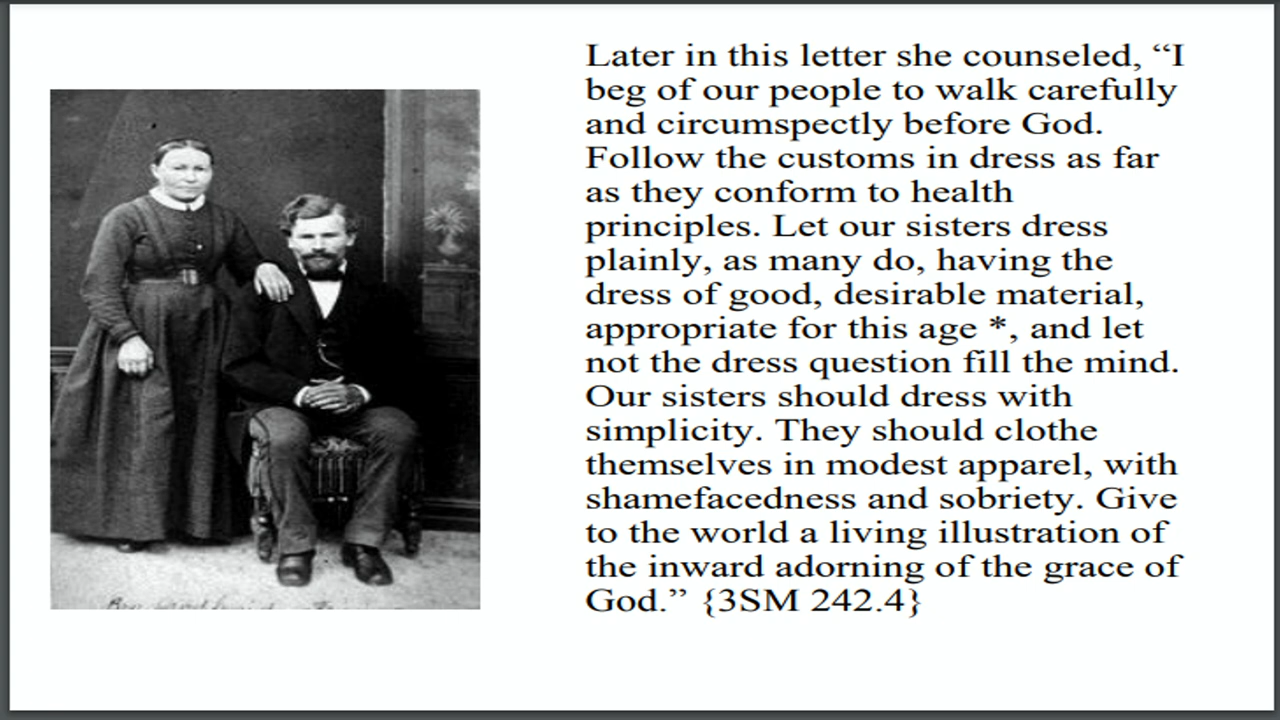 Later in this letter she counseled, “I
beg of our people to walk carefully
and circumspectly before God.
Follow the customs in dress as far
as they conform to health
principles. Let our sisters dress
plainly, as many do, having the
dress of good, desirable material,
appropriate for this age *, and let
not the dress question fill the mind.
Our sisters should dress with
simplicity. They should clothe
themselves in modest apparel, with
shamefacedness and sobriety. Give
to the world a living illustration of
the inward adorning of the grace of
God.” {3SM 242.4}